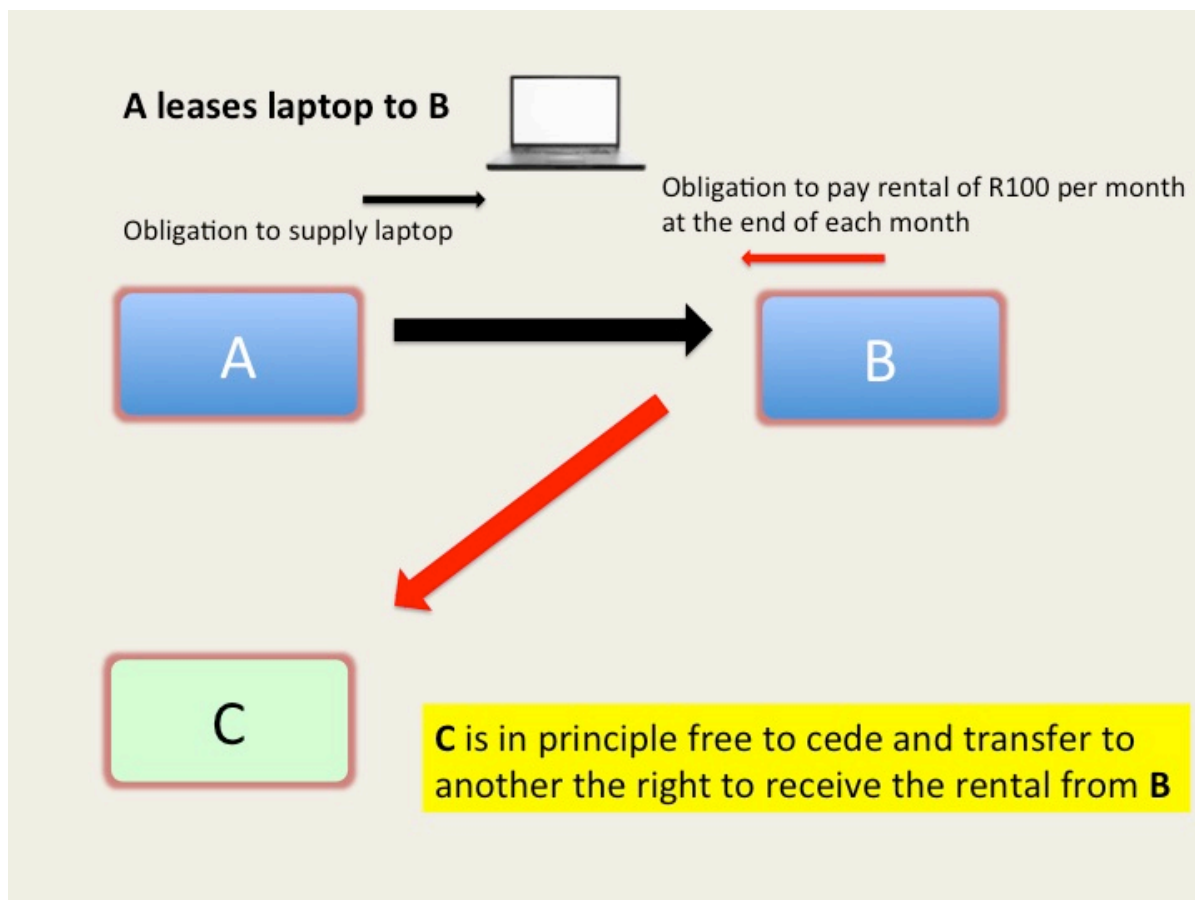 A leases laptop to B
Obligation to pay rental of R100 per month
at the end of each month
Obligation to supply laptop
A
B
C
C is in principle free to cede and transfer to
another the right to receive the rental from B